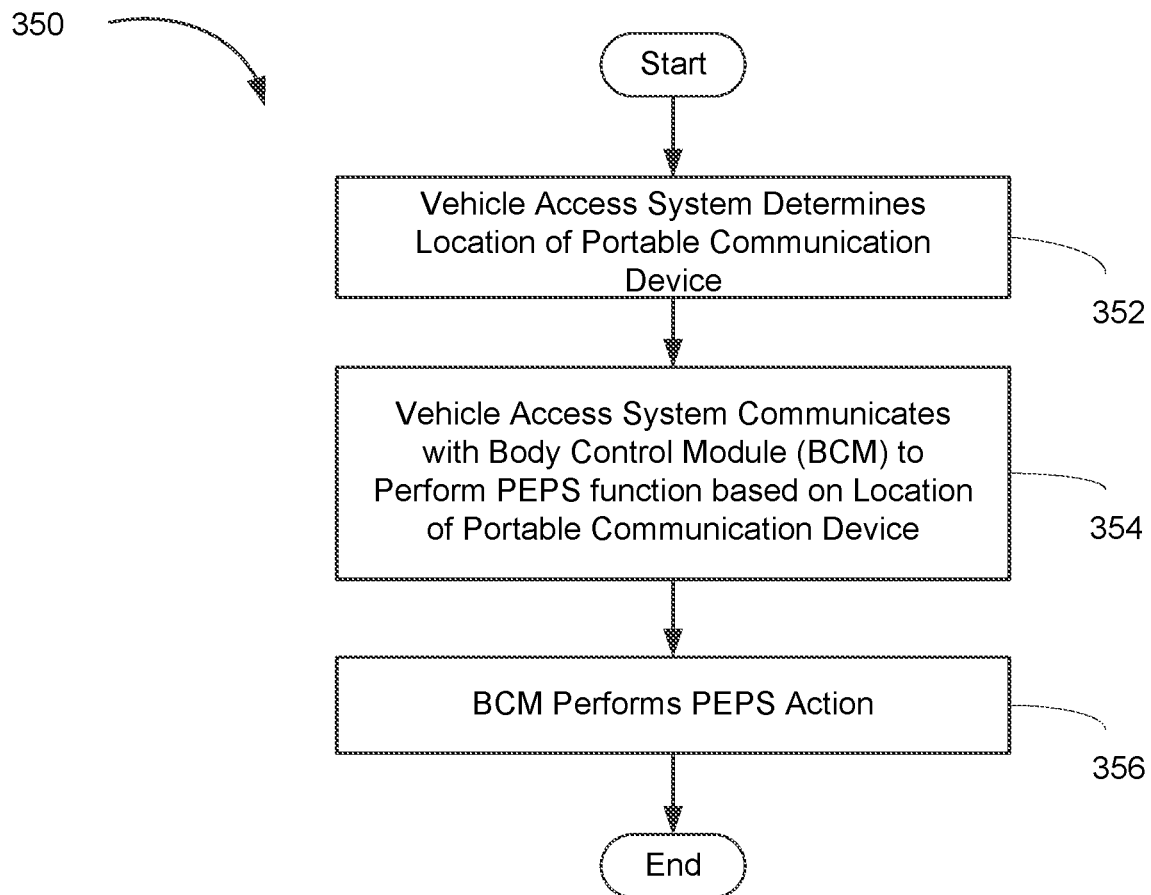 350
Start
Vehicle Access System Determines
Location of Portable Communication
Device
352
Vehicle Access System Communicates
with Body Control Module (BCM) to
Perform PEPS function based on Location
of Portable Communication Device
354
BCM Performs PEPS Action
356
End